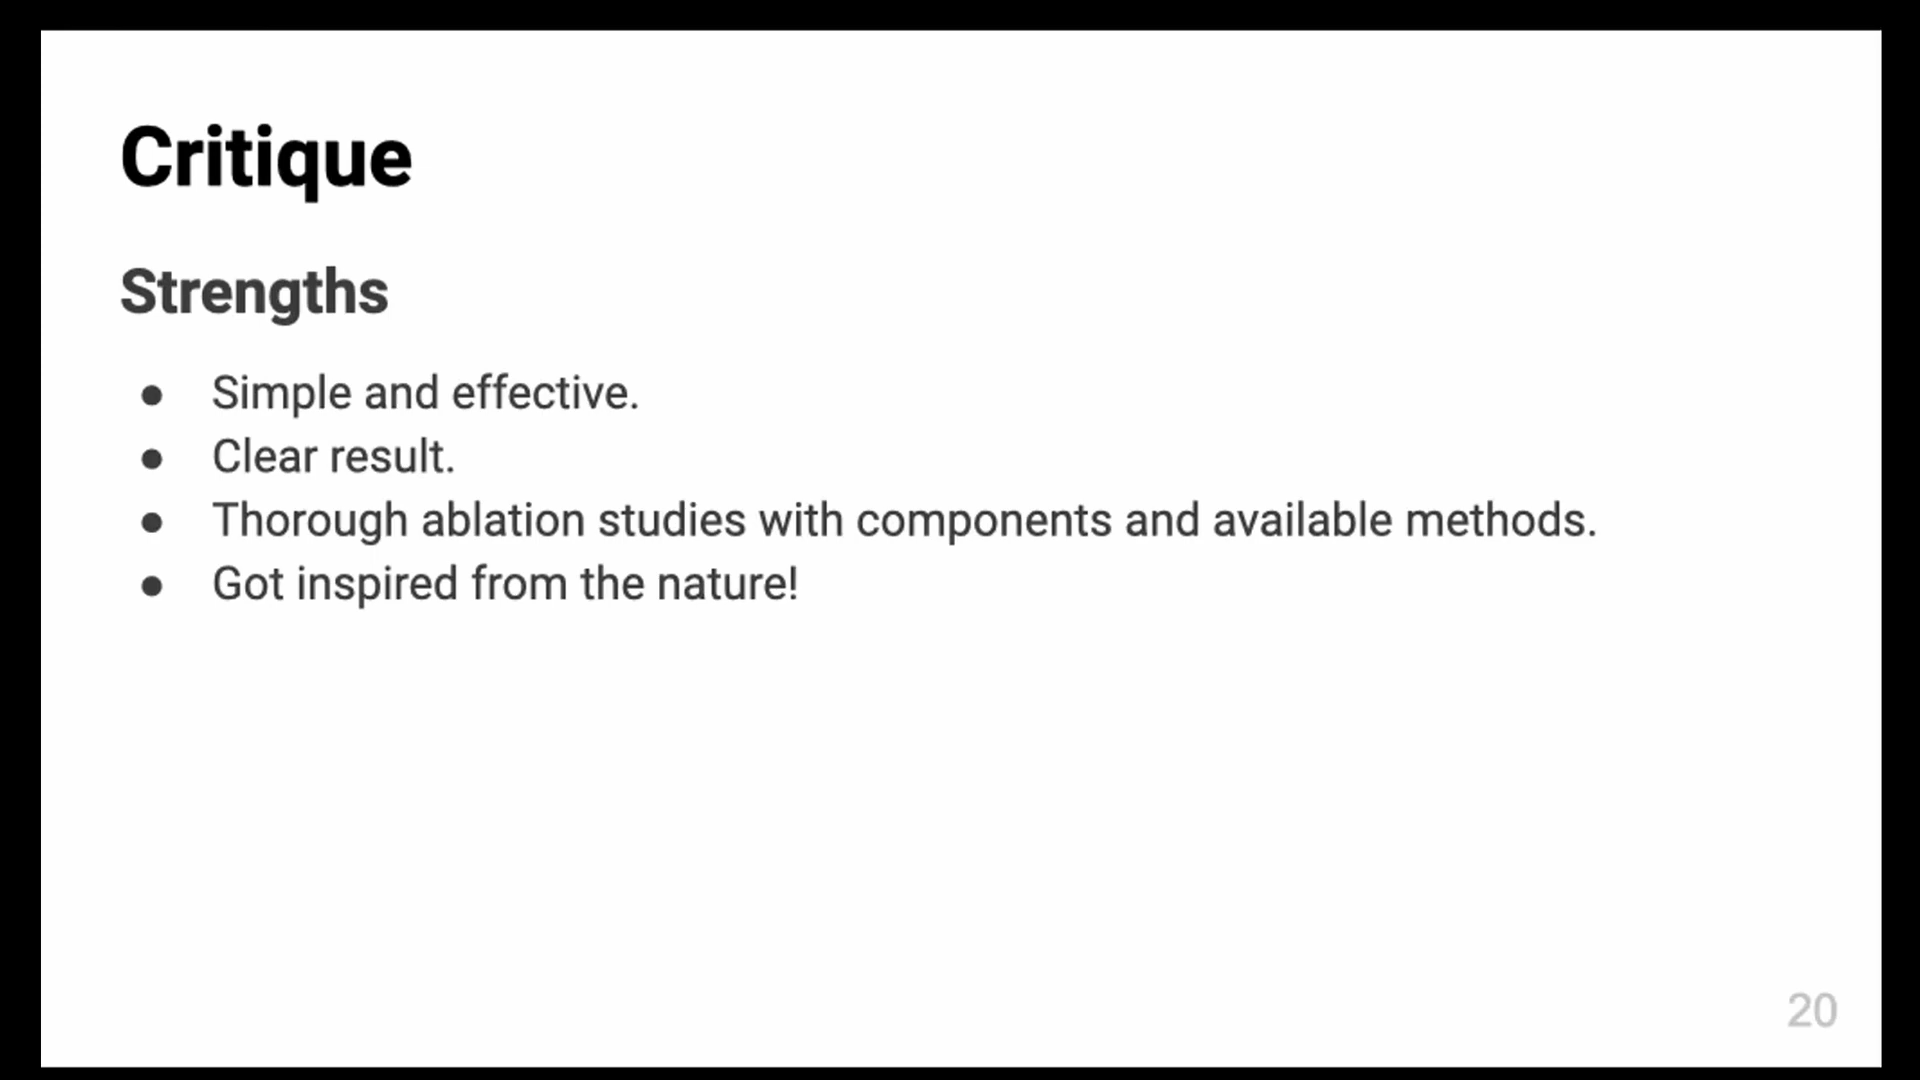 Critique
Strengths
● Simple and effective.
● Clear result.
● Thorough ablation studies with components and available methods.
● Got inspired from the nature!
20